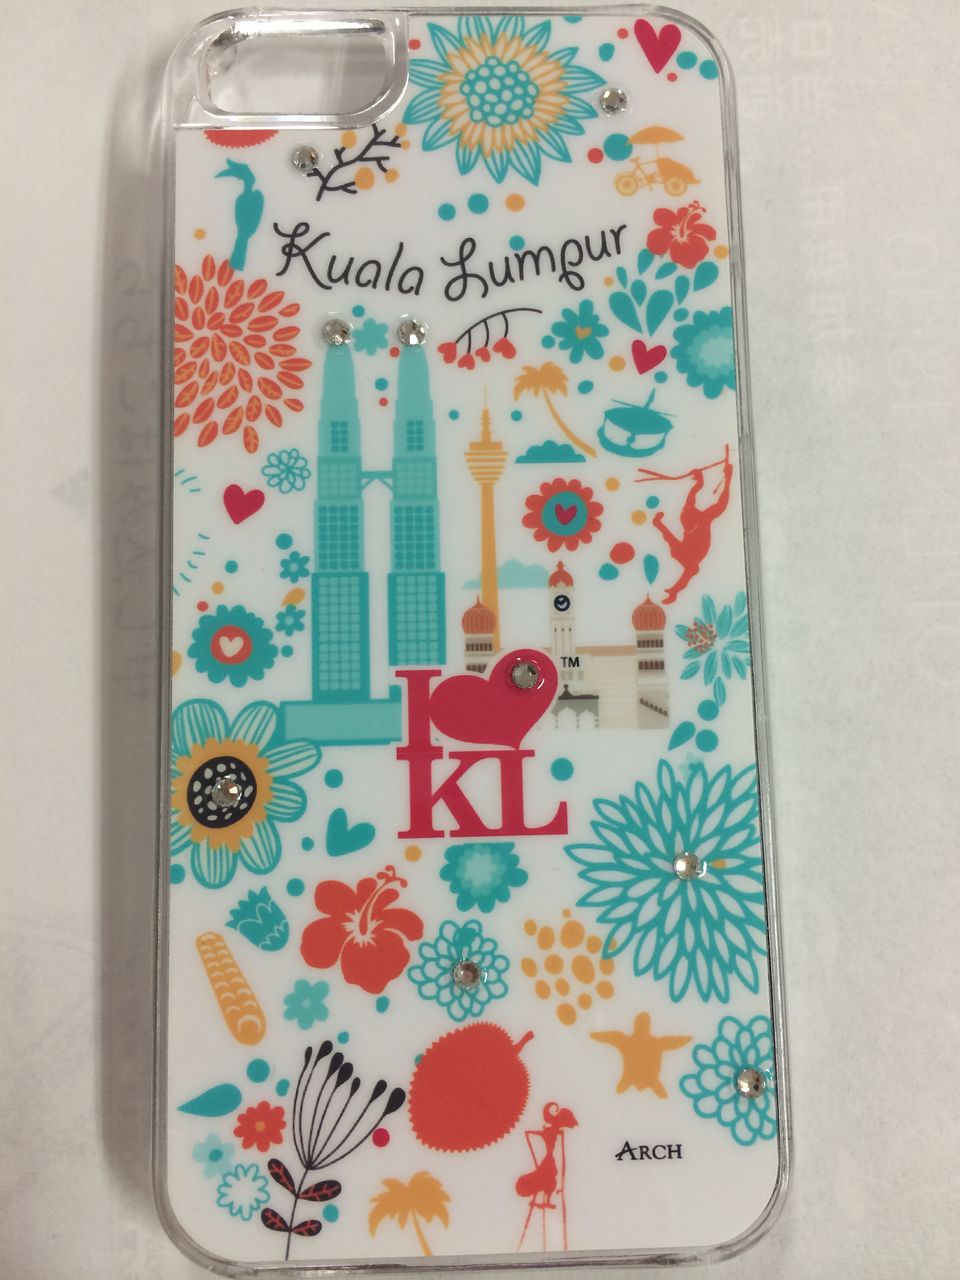 Kuala Lumpur
I ™
KL
ARCH